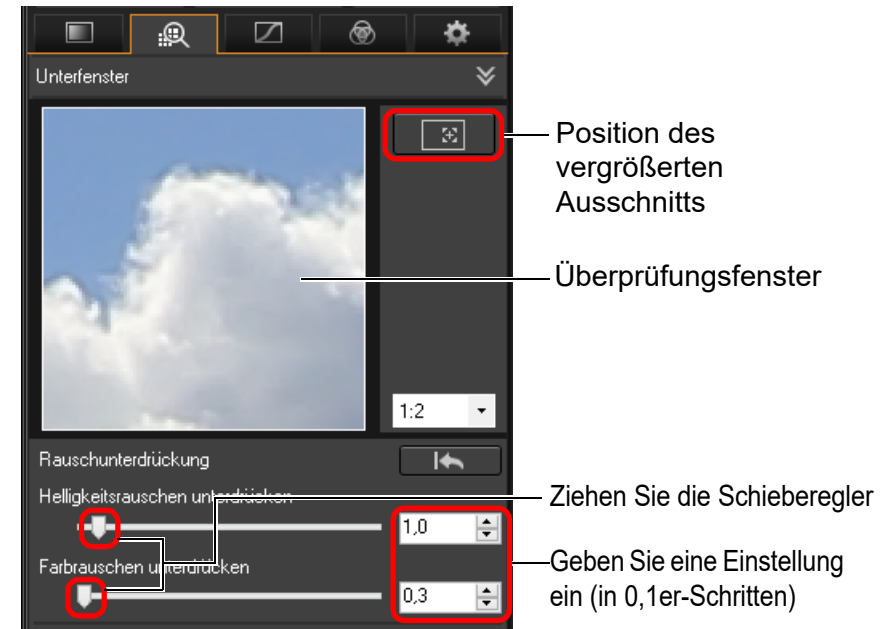 Unterfenster
Position des
vergrößerten
Ausschnitts
Überprüfungsfenster
1:2
Rauschunterdrückung
Helligkeitsrauschen unterdrücken
Ziehen Sie die Schieberegler
1,0
Farbrauschen unterdrücken
Geben Sie eine Einstellung
ein (in 0,1er-Schritten)
0,3